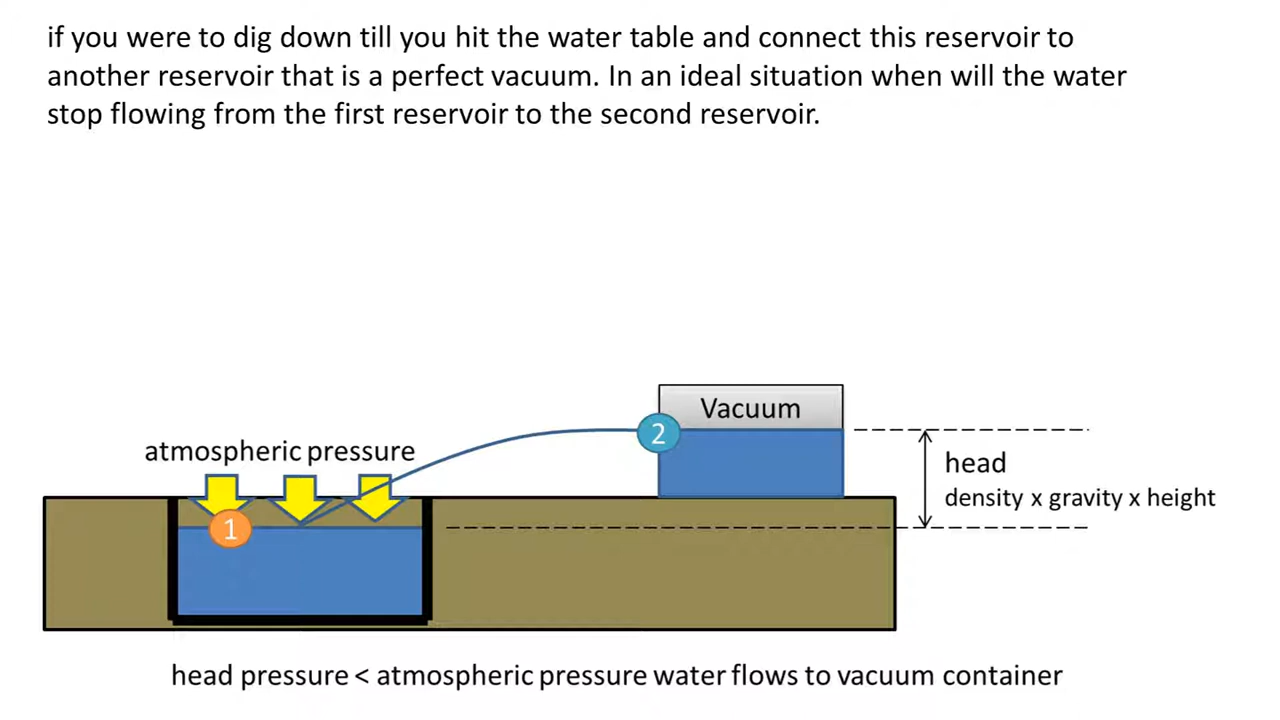 if you were to dig down till you hit the water table and connect this reservoir to
another reservoir that is a perfect vacuum. In an ideal situation when will the water
stop flowing from the first reservoir to the second reservoir.
Vacuum
2
atmospheric pressure
head
density x gravity x height
1
head pressure < atmospheric pressure water flows to vacuum container